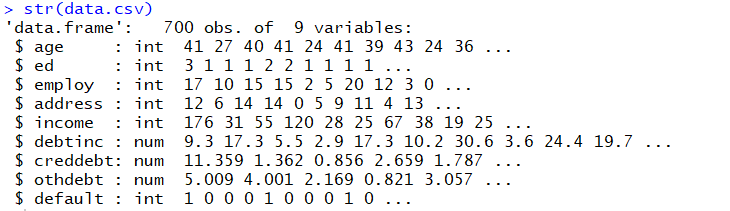 > str(data.csv)
'data.frame':   700 obs. of  9 variables:
 $ age     : int  41 27 40 41 24 41 39 43 24 36 ...
 $ ed      : int  3 1 1 1 2 2 1 1 1 1 ...
 $ employ  : int  17 10 15 15 2 5 20 12 3 0 ...
 $ address : int  12 6 14 14 0 5 9 11 4 13 ...
 $ income  : int  176 31 55 120 28 25 67 38 19 25 ...
 $ debtinc : num  9.3 17.3 5.5 2.9 17.3 10.2 30.6 3.6 24.4 19.7 ...
 $ creddebt: num  11.359 1.362 0.856 2.659 1.787 ...
 $ othdebt : num  5.009 4.001 2.169 0.821 3.057 ...
 $ default : int  1 0 0 0 1 0 0 0 1 0 ...